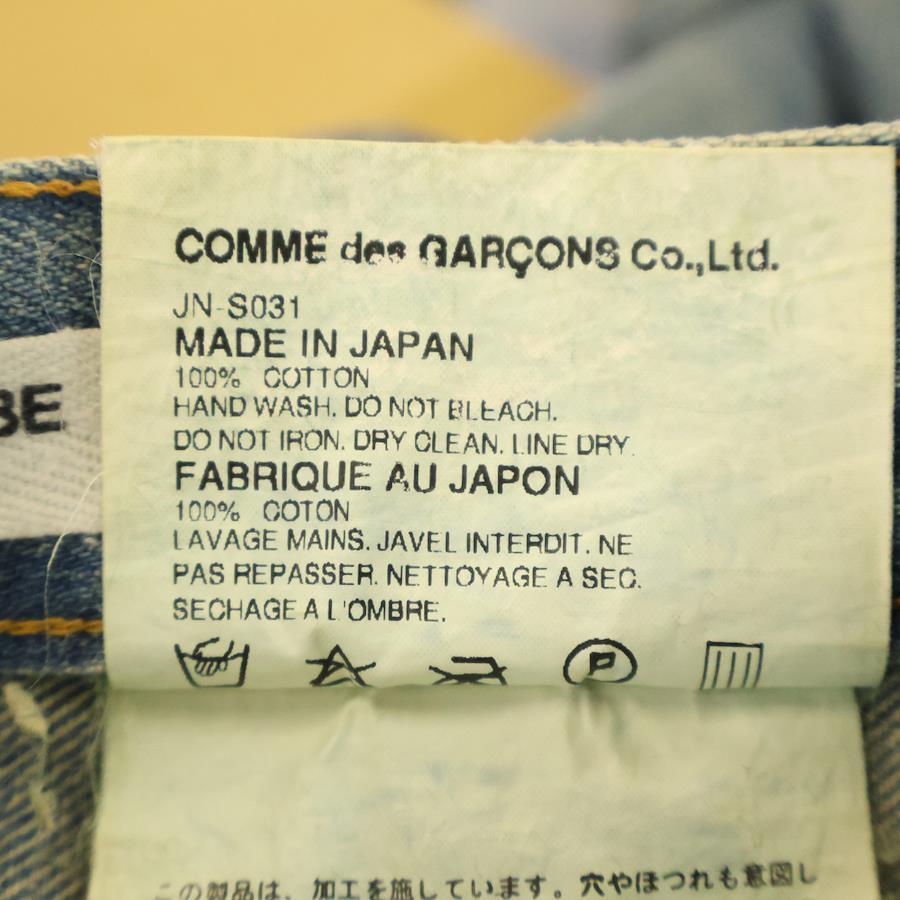 COMME des GARÇONS Co.,Ltd.
JN-S031
MADE IN JAPAN
100% COTTON
HAND WASH. DO NOT BLEACH.
DO NOT IRON. DRY CLEAN. LINE DRY.
FABRIQUE AU JAPON
100% COTON
LAVAGE MAINS. JAVEL INTERDIT. NE
PAS REPASSER. NETTOYAGE A SEC.
SECHAGE A L'OMBRE.
P
BE
この製品は、加工を施しています。穴やほつれも意図し